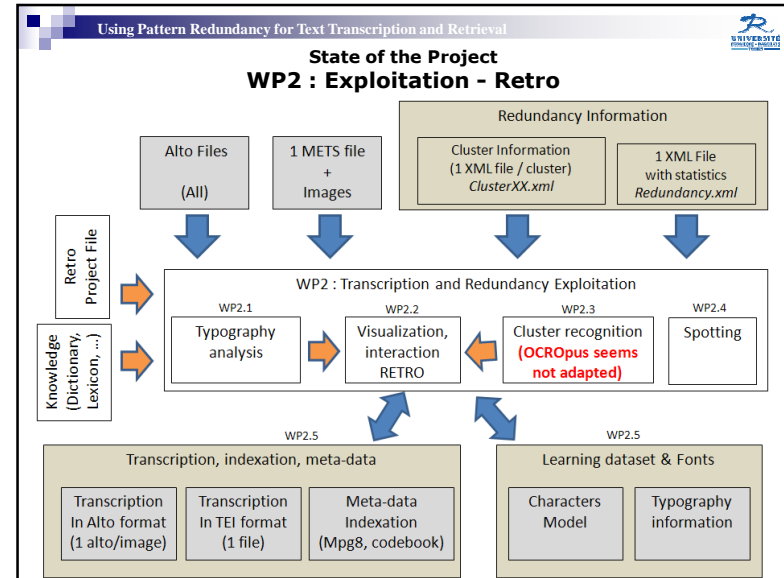 Using Pattern Redundancy for Text Transcription and Retrieval
UNIVERSITÉ
State of the Project
WP2 : Exploitation - Retro
Alto Files
(All)
1 METS file
+
Images
Redundancy Information
Cluster Information
(1 XML file / cluster)
ClusterXX.xml
1 XML File
with statistics
Redundancy.xml
Retro
Project File
Knowledge
(Dictionary,
Lexicon, ...)
WP2 : Transcription and Redundancy Exploitation
WP2.1
Typography
analysis
WP2.2
Visualization,
interaction
RETRO
WP2.3
Cluster recognition
(OCROpus seems
not adapted)
WP2.4
Spotting
WP2.5
Transcription, indexation, meta-data
Transcription
In Alto format
(1 alto/image)
Transcription
In TEI format
(1 file)
Meta-data
Indexation
(Mpg8, codebook)
WP2.5
Learning dataset & Fonts
Characters
Model
Typography
information